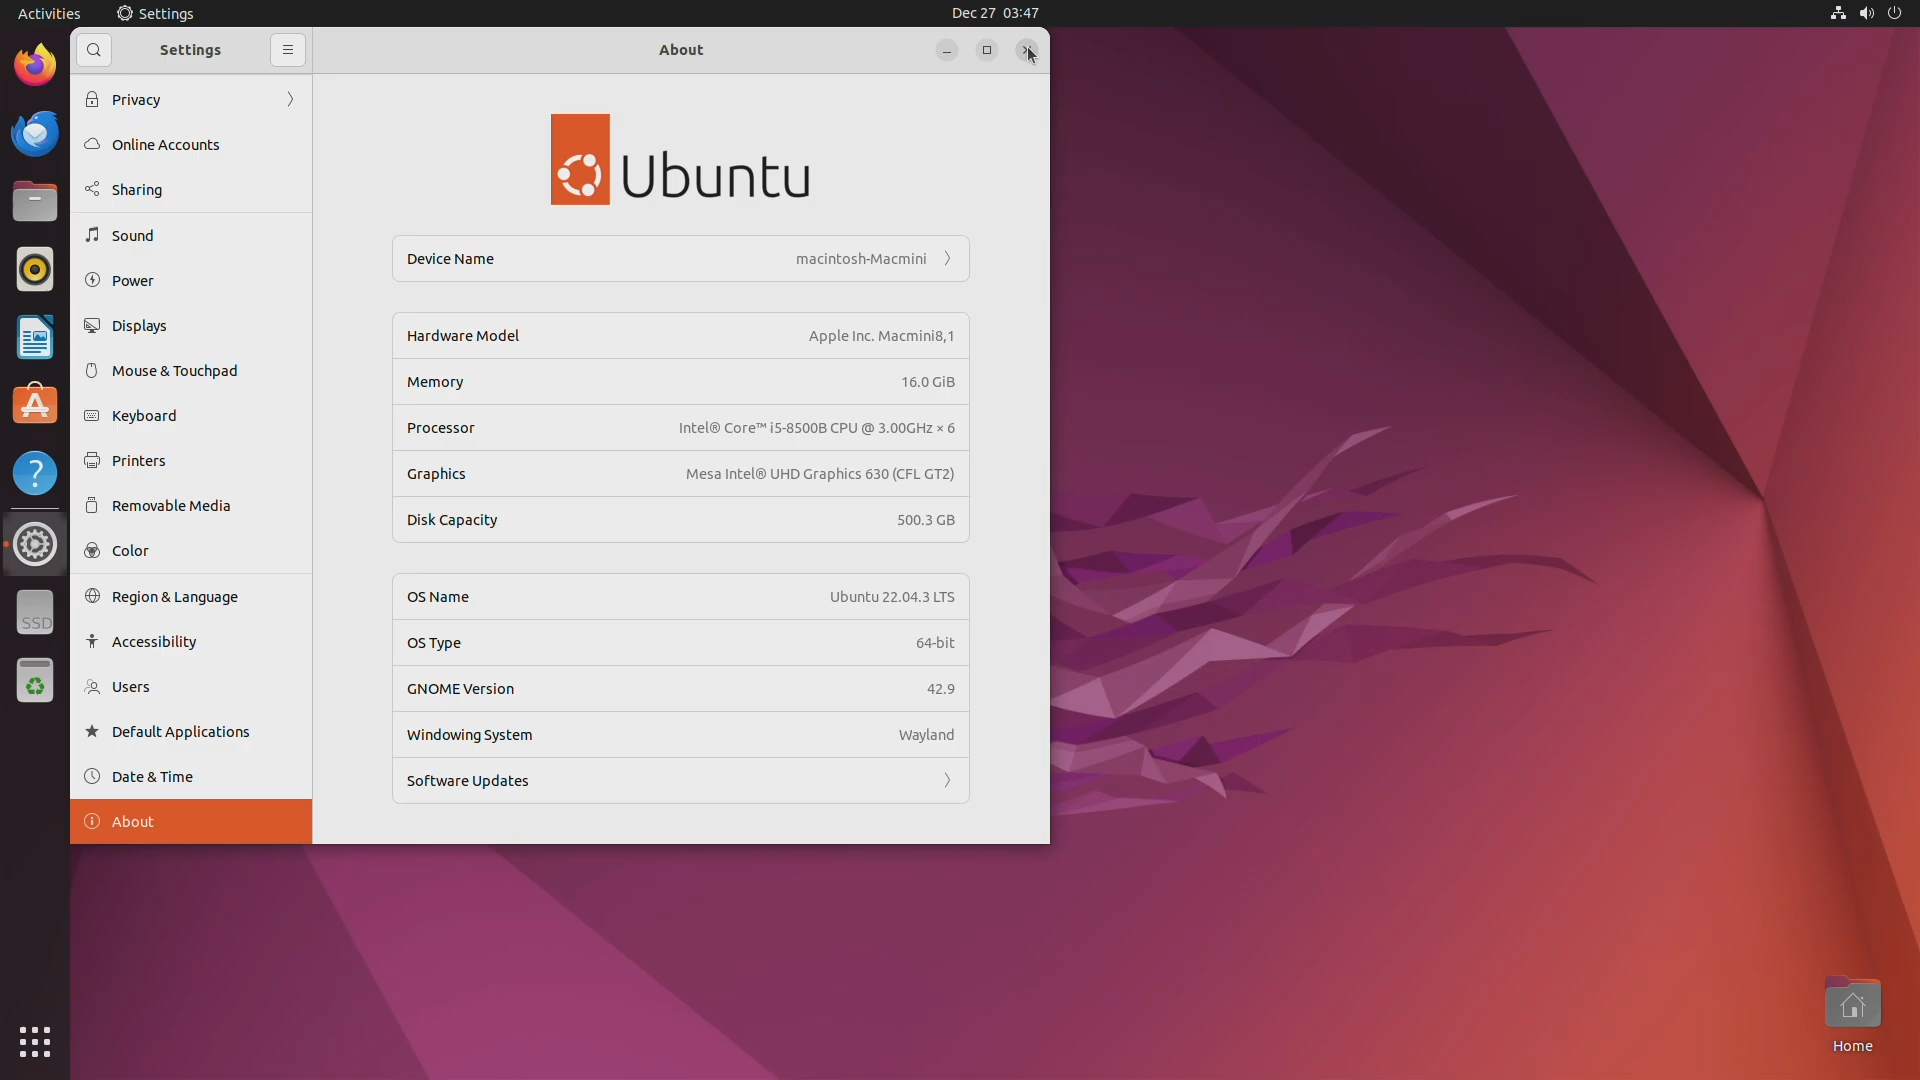 Activities
Settings
Dec 27 03:47
Settings
About
Privacy
Online Accounts
Sharing
Sound
Power
Displays
Mouse & Touchpad
Keyboard
Printers
Removable Media
Color
Region & Language
Accessibility
Users
Default Applications
Date & Time
About
Ubuntu
Device Name macintosh-Macmini
Hardware Model Apple Inc. Macmini8,1
Memory 16.0 GiB
Processor Intel® Core™ i5-8500B CPU @ 3.00GHz × 6
Graphics Mesa Intel® UHD Graphics 630 (CFL GT2)
Disk Capacity 500.3 GB
OS Name Ubuntu 22.04.3 LTS
OS Type 64-bit
GNOME Version 42.9
Windowing System Wayland
Software Updates
SSD
Home